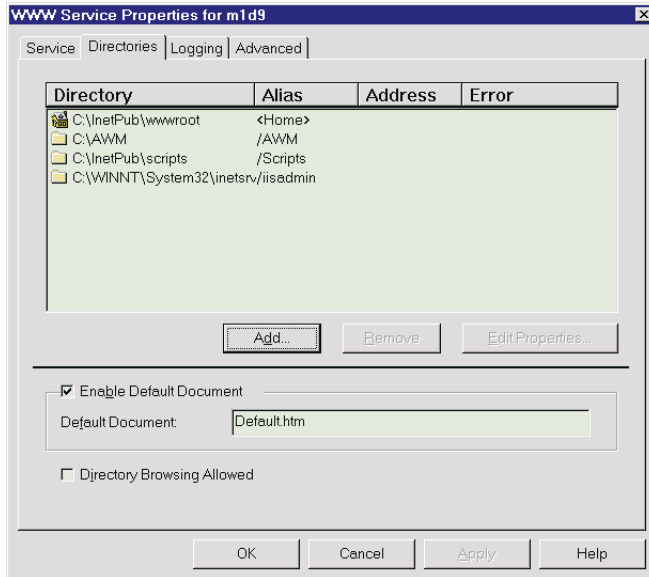 WWW Service Properties for m1d9
Service Directories Logging Advanced
Directory Alias Address Error
C:\InetPub\wwwroot <Home>
C:\AWM /AWM
C:\InetPub\scripts /Scripts
C:\WINNT\System32\inetsrv /iisadmin
Add... Remove Edit Properties...
Enable Default Document
Default Document: Default.htm
Directory Browsing Allowed
OK Cancel Apply Help